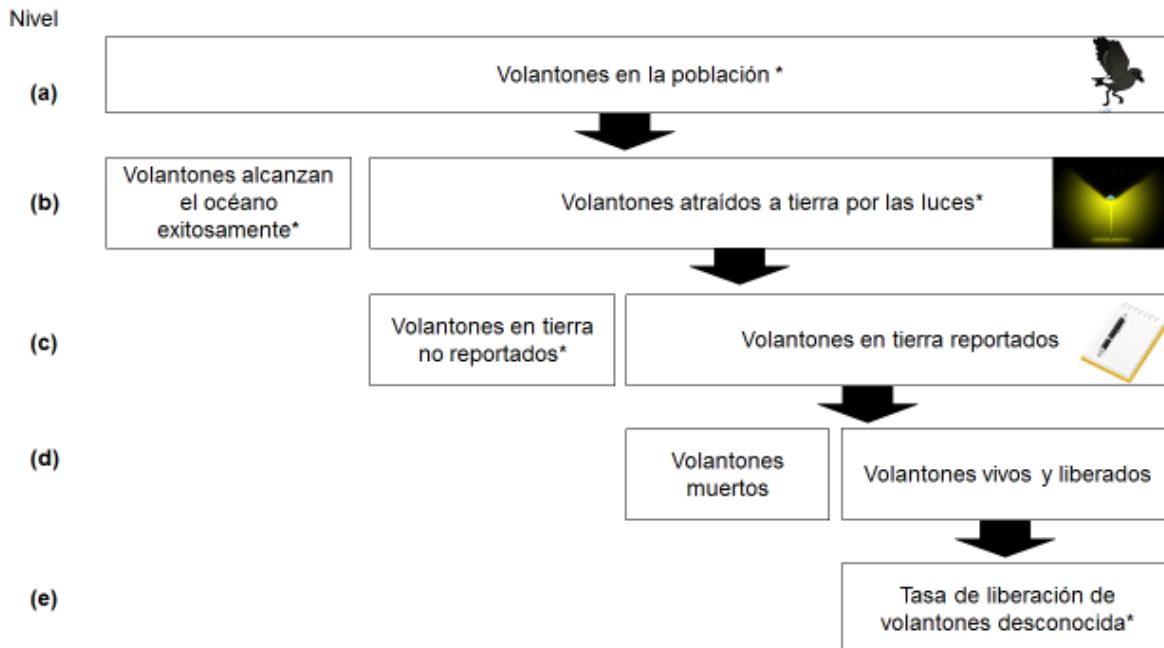 Nivel
(a)
Volantones en la población *
(b)
Volantones alcanzan
el océano
exitosamente*
Volantones atraídos a tierra por las luces*
(c)
Volantones en tierra
no reportados*
Volantones en tierra reportados
(d)
Volantones
muertos
Volantones vivos y liberados
(e)
Tasa de liberación de
volantones desconocida*